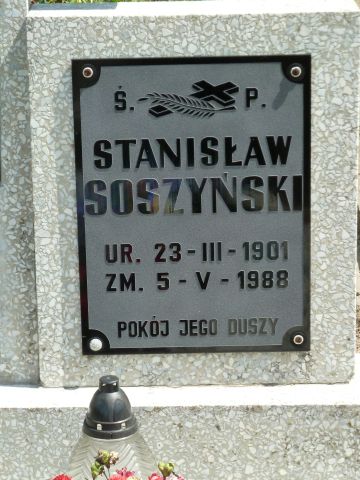 Ś. P.
STANISŁAW
SOSZYŃSKI
UR. 23-III-1901
ZM. 5-V-1988
POKÓJ JEGO DUSZY